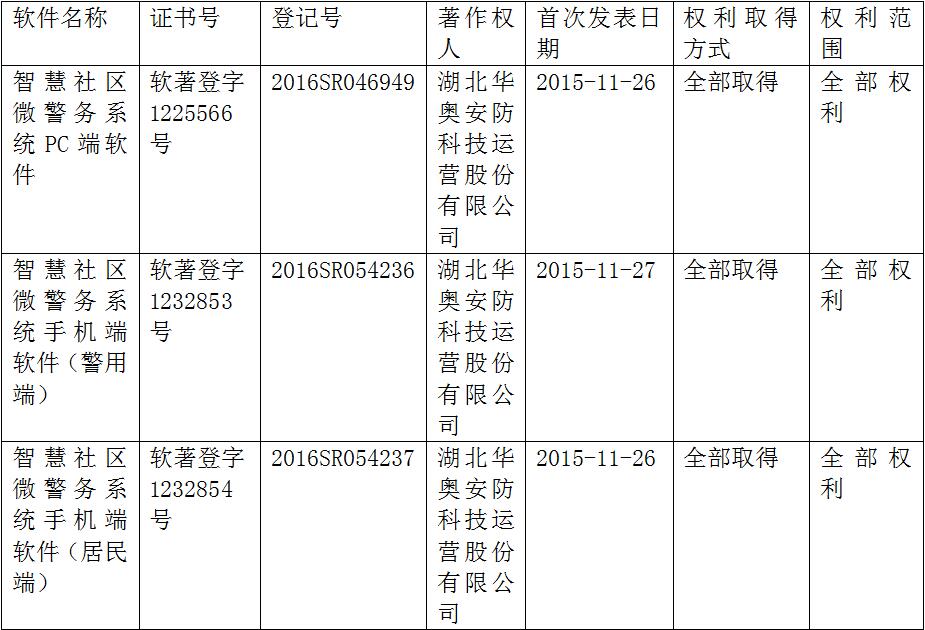 软件名称
证书号
登记号
著作权
人
首次发表日
期
权利取得
方式
权利范
围
智慧社区
微警务系
统 PC 端软
件
软著登字
1225566
号
2016SR046949
湖北华
奥安防
科技运
营股份
有限公
司
2015-11-26
全部取得
全部权
利
智慧社区
微警务系
统手机端
软件（警用
端）
软著登字
1232853
号
2016SR054236
湖北华
奥安防
科技运
营股份
有限公
司
2015-11-27
全部取得
全部权
利
智慧社区
微警务系
统手机端
软件（居民
端）
软著登字
1232854
号
2016SR054237
湖北华
奥安防
科技运
营股份
有限公
司
2015-11-26
全部取得
全部权
利